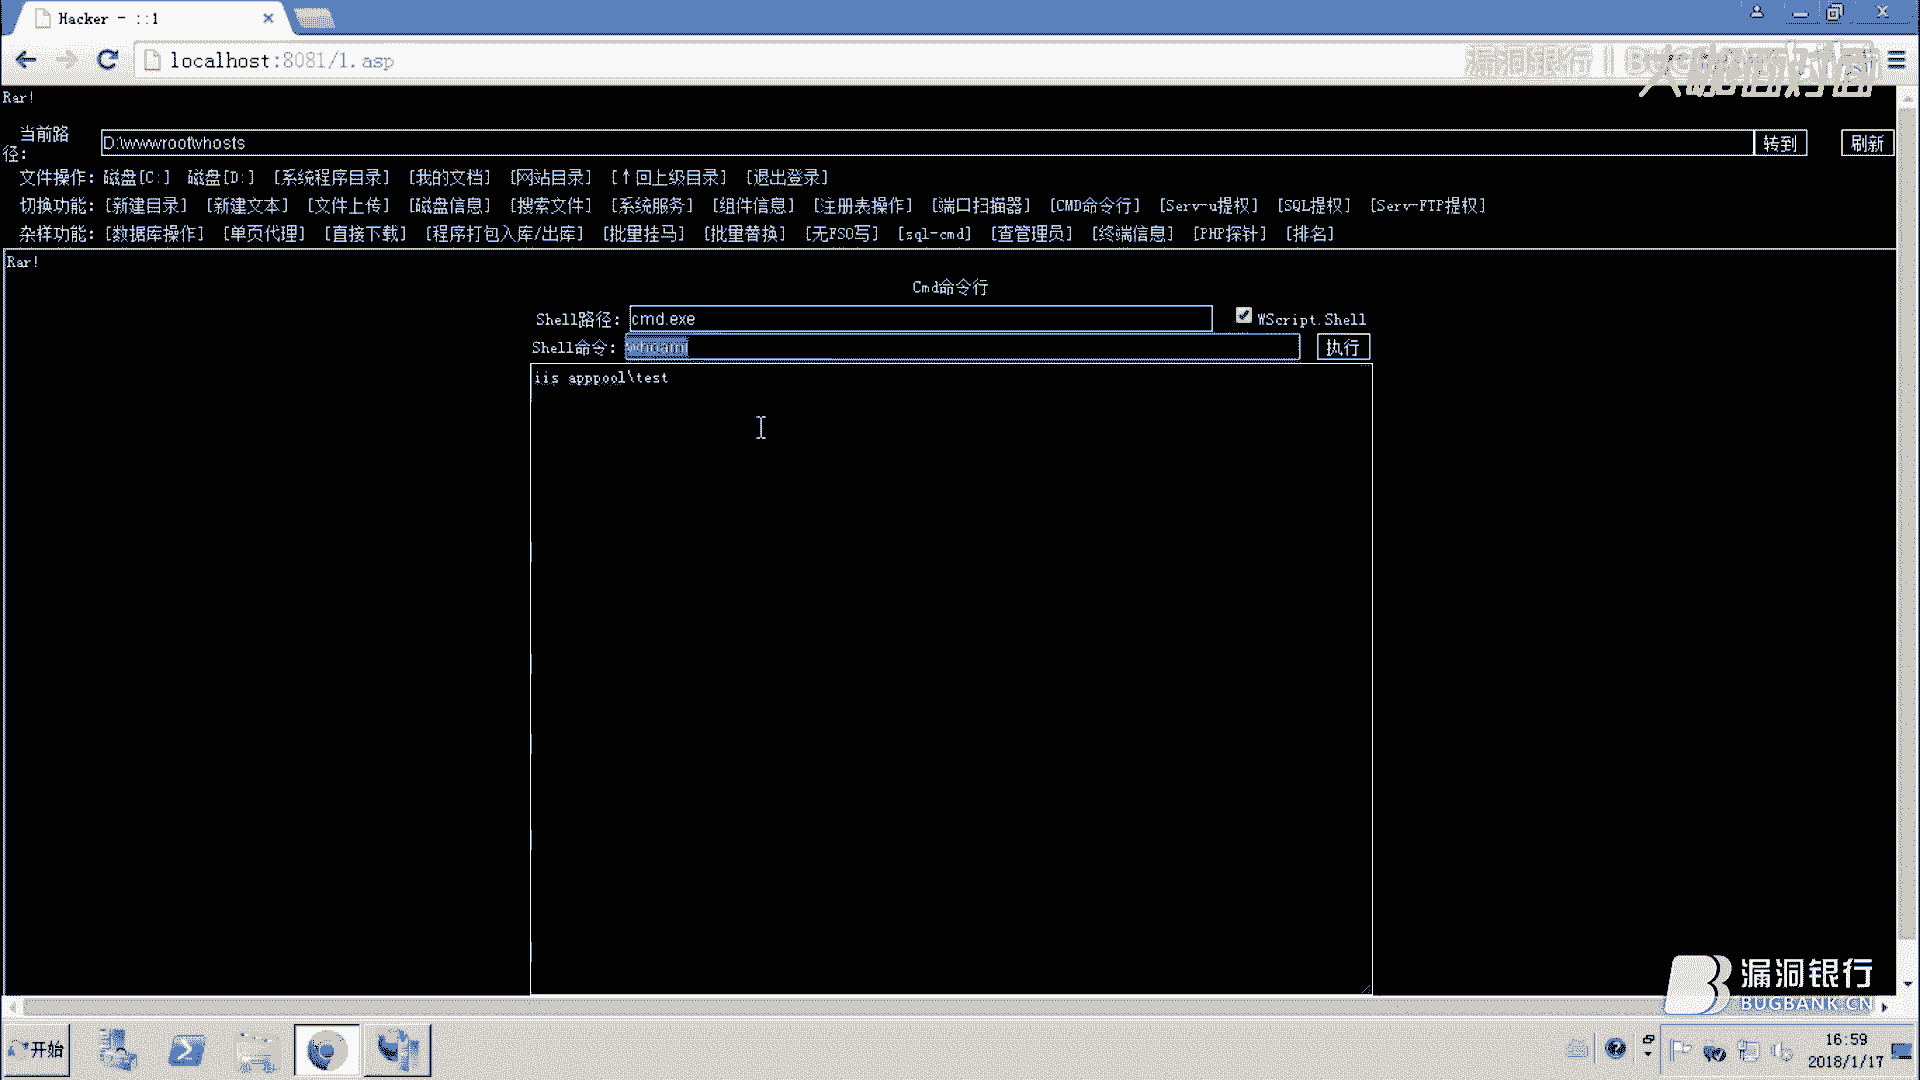 Hacker - ::1
localhost:8081/1.asp
漏洞银行 |
大咖面对面
Rar!
当前路径：
D:\wwwroot\vhosts
转到
刷新
文件操作：磁盘[C:] 磁盘[D:] [系统程序目录] [我的文档] [网站目录] [↑回上级目录] [退出登录]
切换功能：[新建目录] [新建文本] [文件上传] [磁盘信息] [搜索文件] [系统服务] [组件信息] [注册表操作] [端口扫描器] [CMD命令行] [Serv-u提权] [SQL提权] [Serv-FTP提权]
杂样功能：[数据库操作] [单页代理] [直接下载] [程序打包入库/出库] [批量挂马] [批量替换] [无FSO写] [sql-cmd] [查管理员] [终端信息] [PHP探针] [排名]
Rar!
Cmd命令行
Shell路径：cmd.exe WScript.Shell
Shell命令：whoami 执行
iis apppool\test
漏洞银行
BUGBANK.CN
开始
16:59
2018/1/17